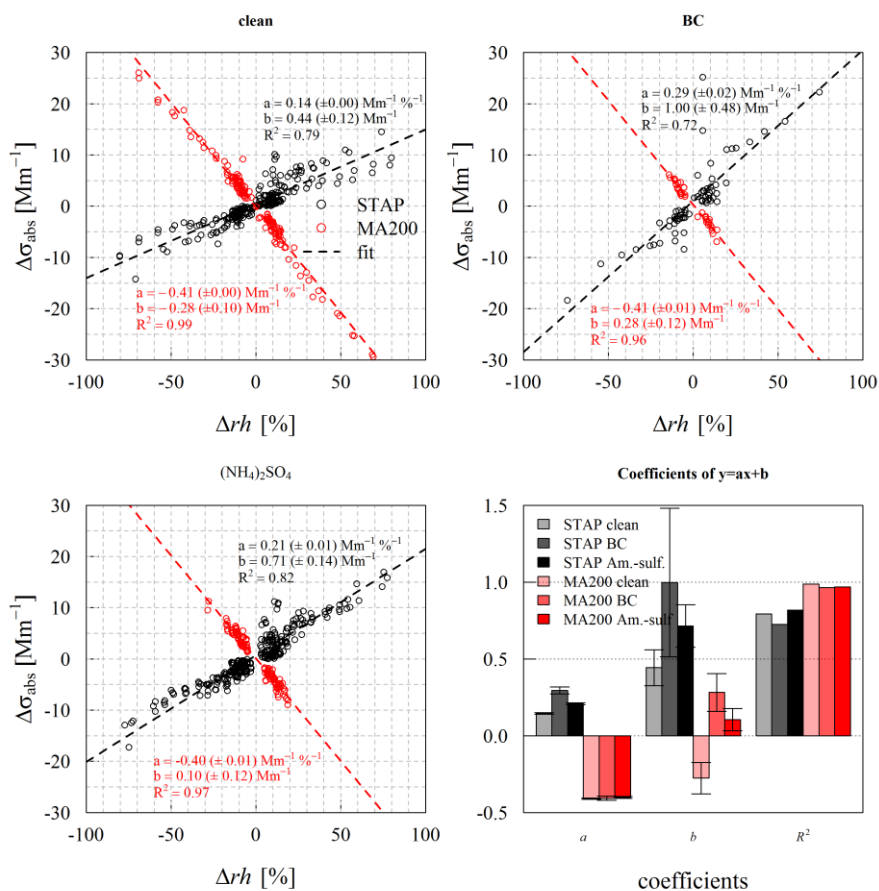 clean
30
20
10
0
-10
-20
-30
Δσabs [Mm⁻¹]
a = 0.14 (±0.00) Mm⁻¹ %⁻¹
b = 0.44 (±0.12) Mm⁻¹
R² = 0.79
STAP
MA200
fit
a = −0.41 (±0.00) Mm⁻¹ %⁻¹
b = −0.28 (±0.10) Mm⁻¹
R² = 0.99
-100 -50 0 50 100
Δrh [%]
BC
30
20
10
0
-10
-20
-30
Δσabs [Mm⁻¹]
a = 0.29 (±0.02) Mm⁻¹ %⁻¹
b = 1.00 (± 0.48) Mm⁻¹
R² = 0.72
a = −0.41 (±0.01) Mm⁻¹ %⁻¹
b = 0.28 (±0.12) Mm⁻¹
R² = 0.96
-100 -50 0 50 100
Δrh [%]
(NH₄)₂SO₄
30
20
10
0
-10
-20
-30
Δσabs [Mm⁻¹]
a = 0.21 (± 0.01) Mm⁻¹ %⁻¹
b = 0.71 (± 0.14) Mm⁻¹
R² = 0.82
a = -0.40 (± 0.01) Mm⁻¹ %⁻¹
b = 0.10 (± 0.12) Mm⁻¹
R² = 0.97
-100 -50 0 50 100
Δrh [%]
Coefficients of y=ax+b
1.5
1.0
0.5
0.0
-0.5
STAP clean
STAP BC
STAP Am.-sulf.
MA200 clean
MA200 BC
MA200 Am.-sulf
a b R²
coefficients